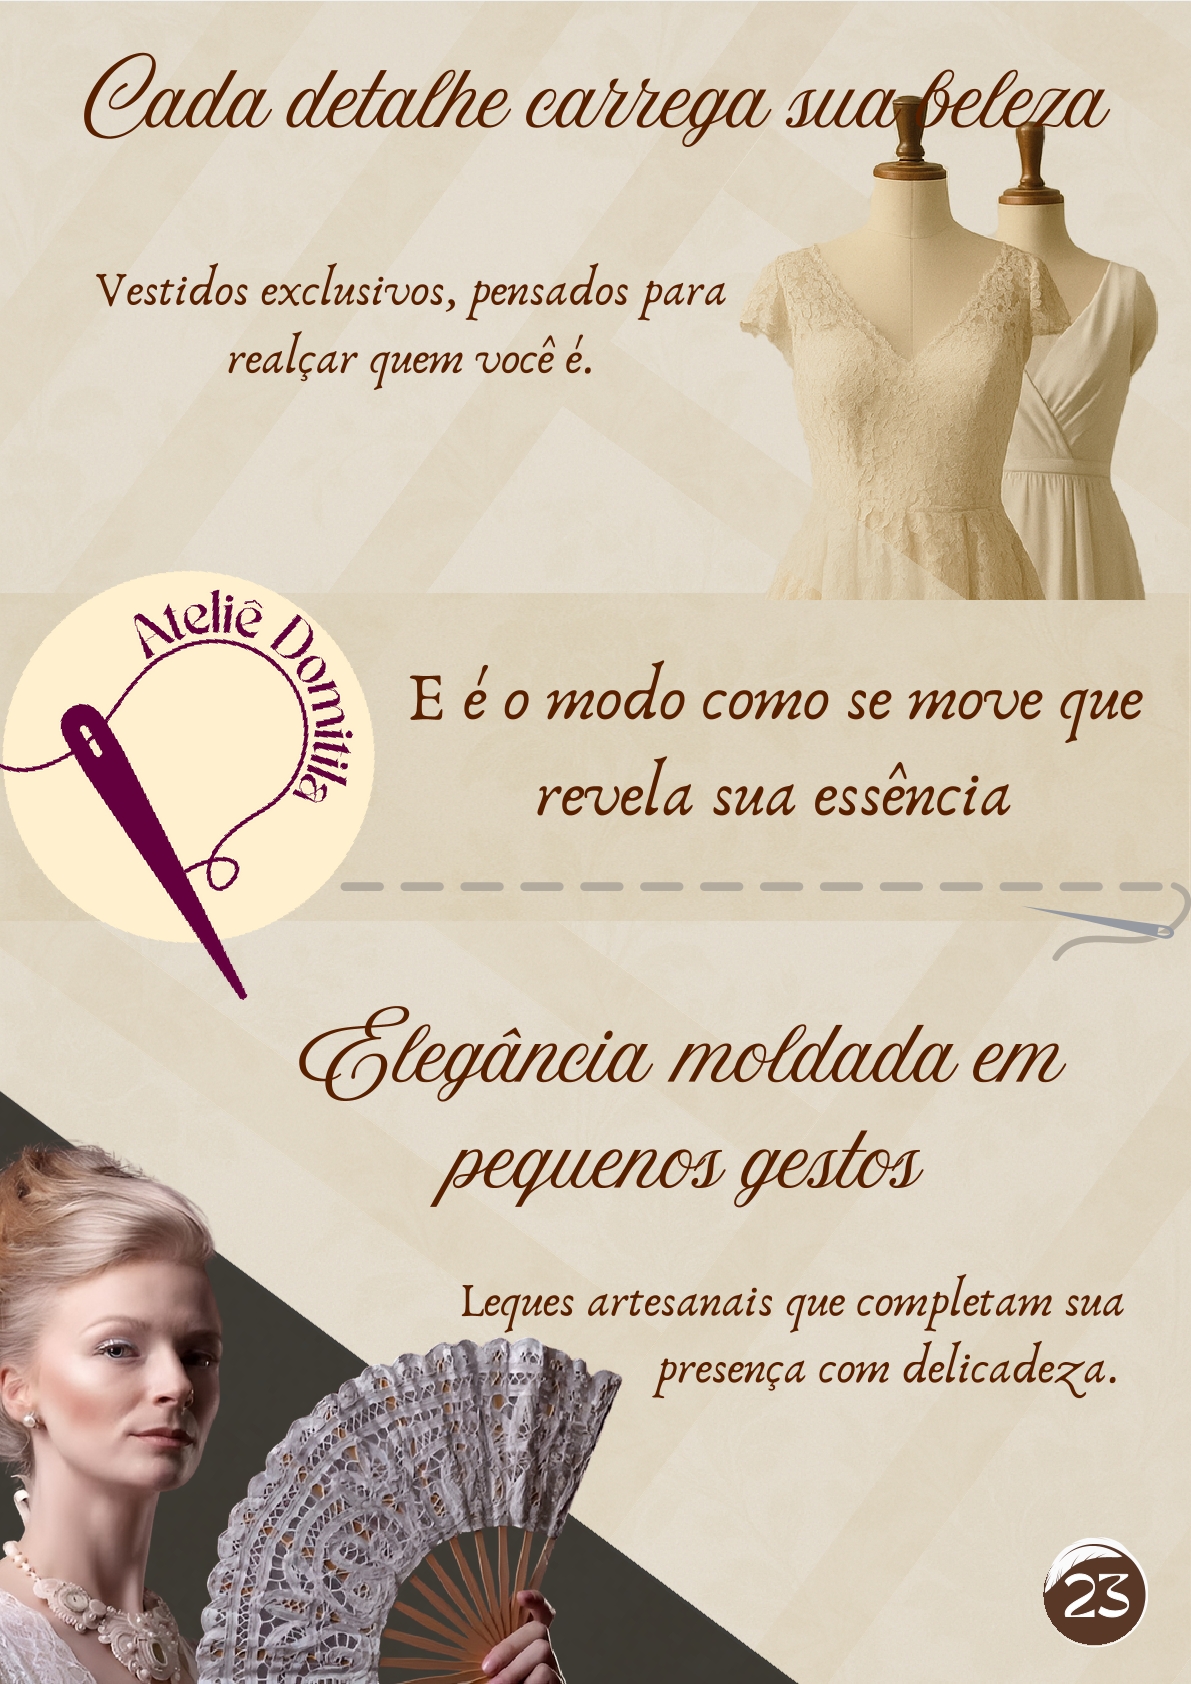 Cada detalhe carrega sua beleza
Vestidos exclusivos, pensados para
realçar quem você é.
Ateliê Domitila
E é o modo como se move que
revela sua essência
Elegância moldada em
pequenos gestos
Leques artesanais que completam sua
presença com delicadeza.
23